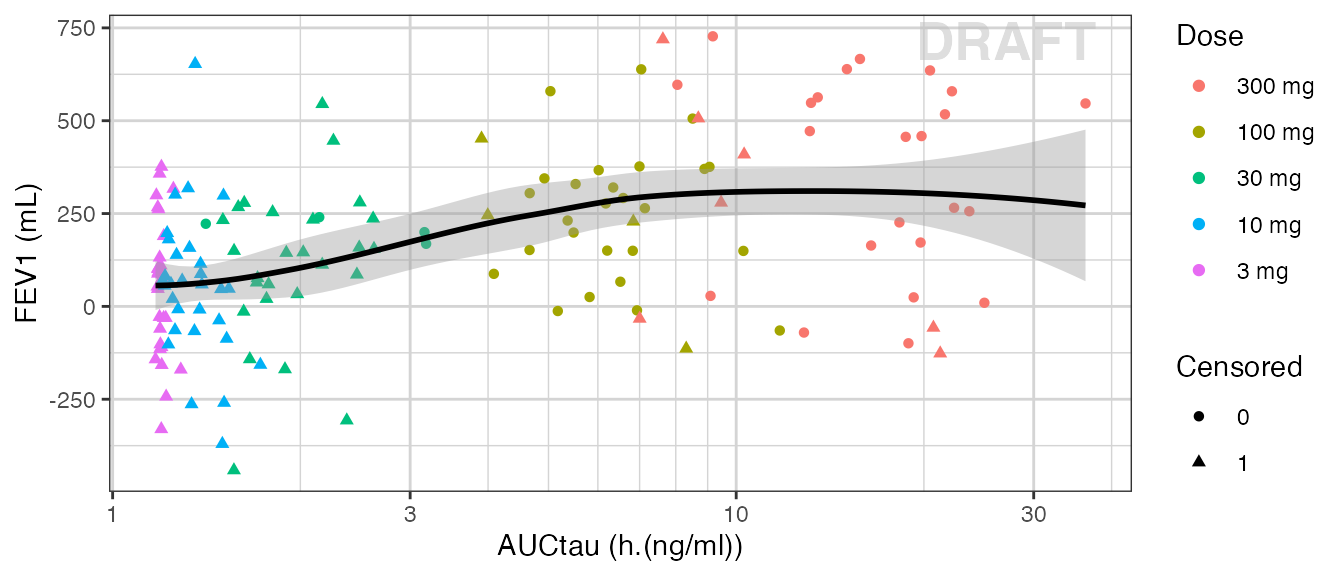 DRAFT
750
500
250
0
-250
FEV1 (mL)
1
3
10
30
AUCtau (h.(ng/ml))
Dose
300 mg
100 mg
30 mg
10 mg
3 mg
Censored
0
1